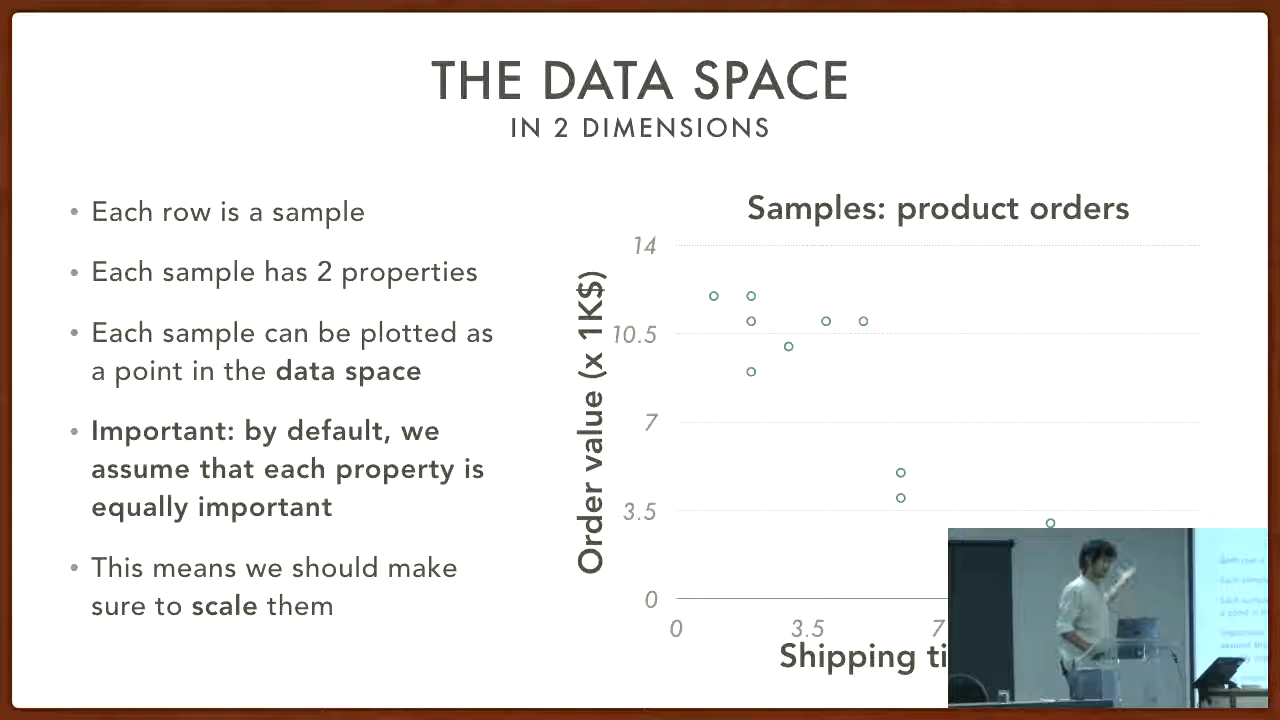 THE DATA SPACE
IN 2 DIMENSIONS
• Each row is a sample
• Each sample has 2 properties
• Each sample can be plotted as
a point in the data space
• Important: by default, we
assume that each property is
equally important
• This means we should make
sure to scale them
Samples: product orders
Order value (x 1K$)
14
10.5
7
3.5
0
0 3.5 7
Shipping